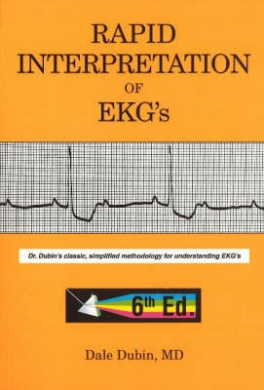 RAPID
INTERPRETATION
OF
EKG's
Dr. Dubin's classic, simplified methodology for understanding EKG's
6th Ed.
Dale Dubin, MD